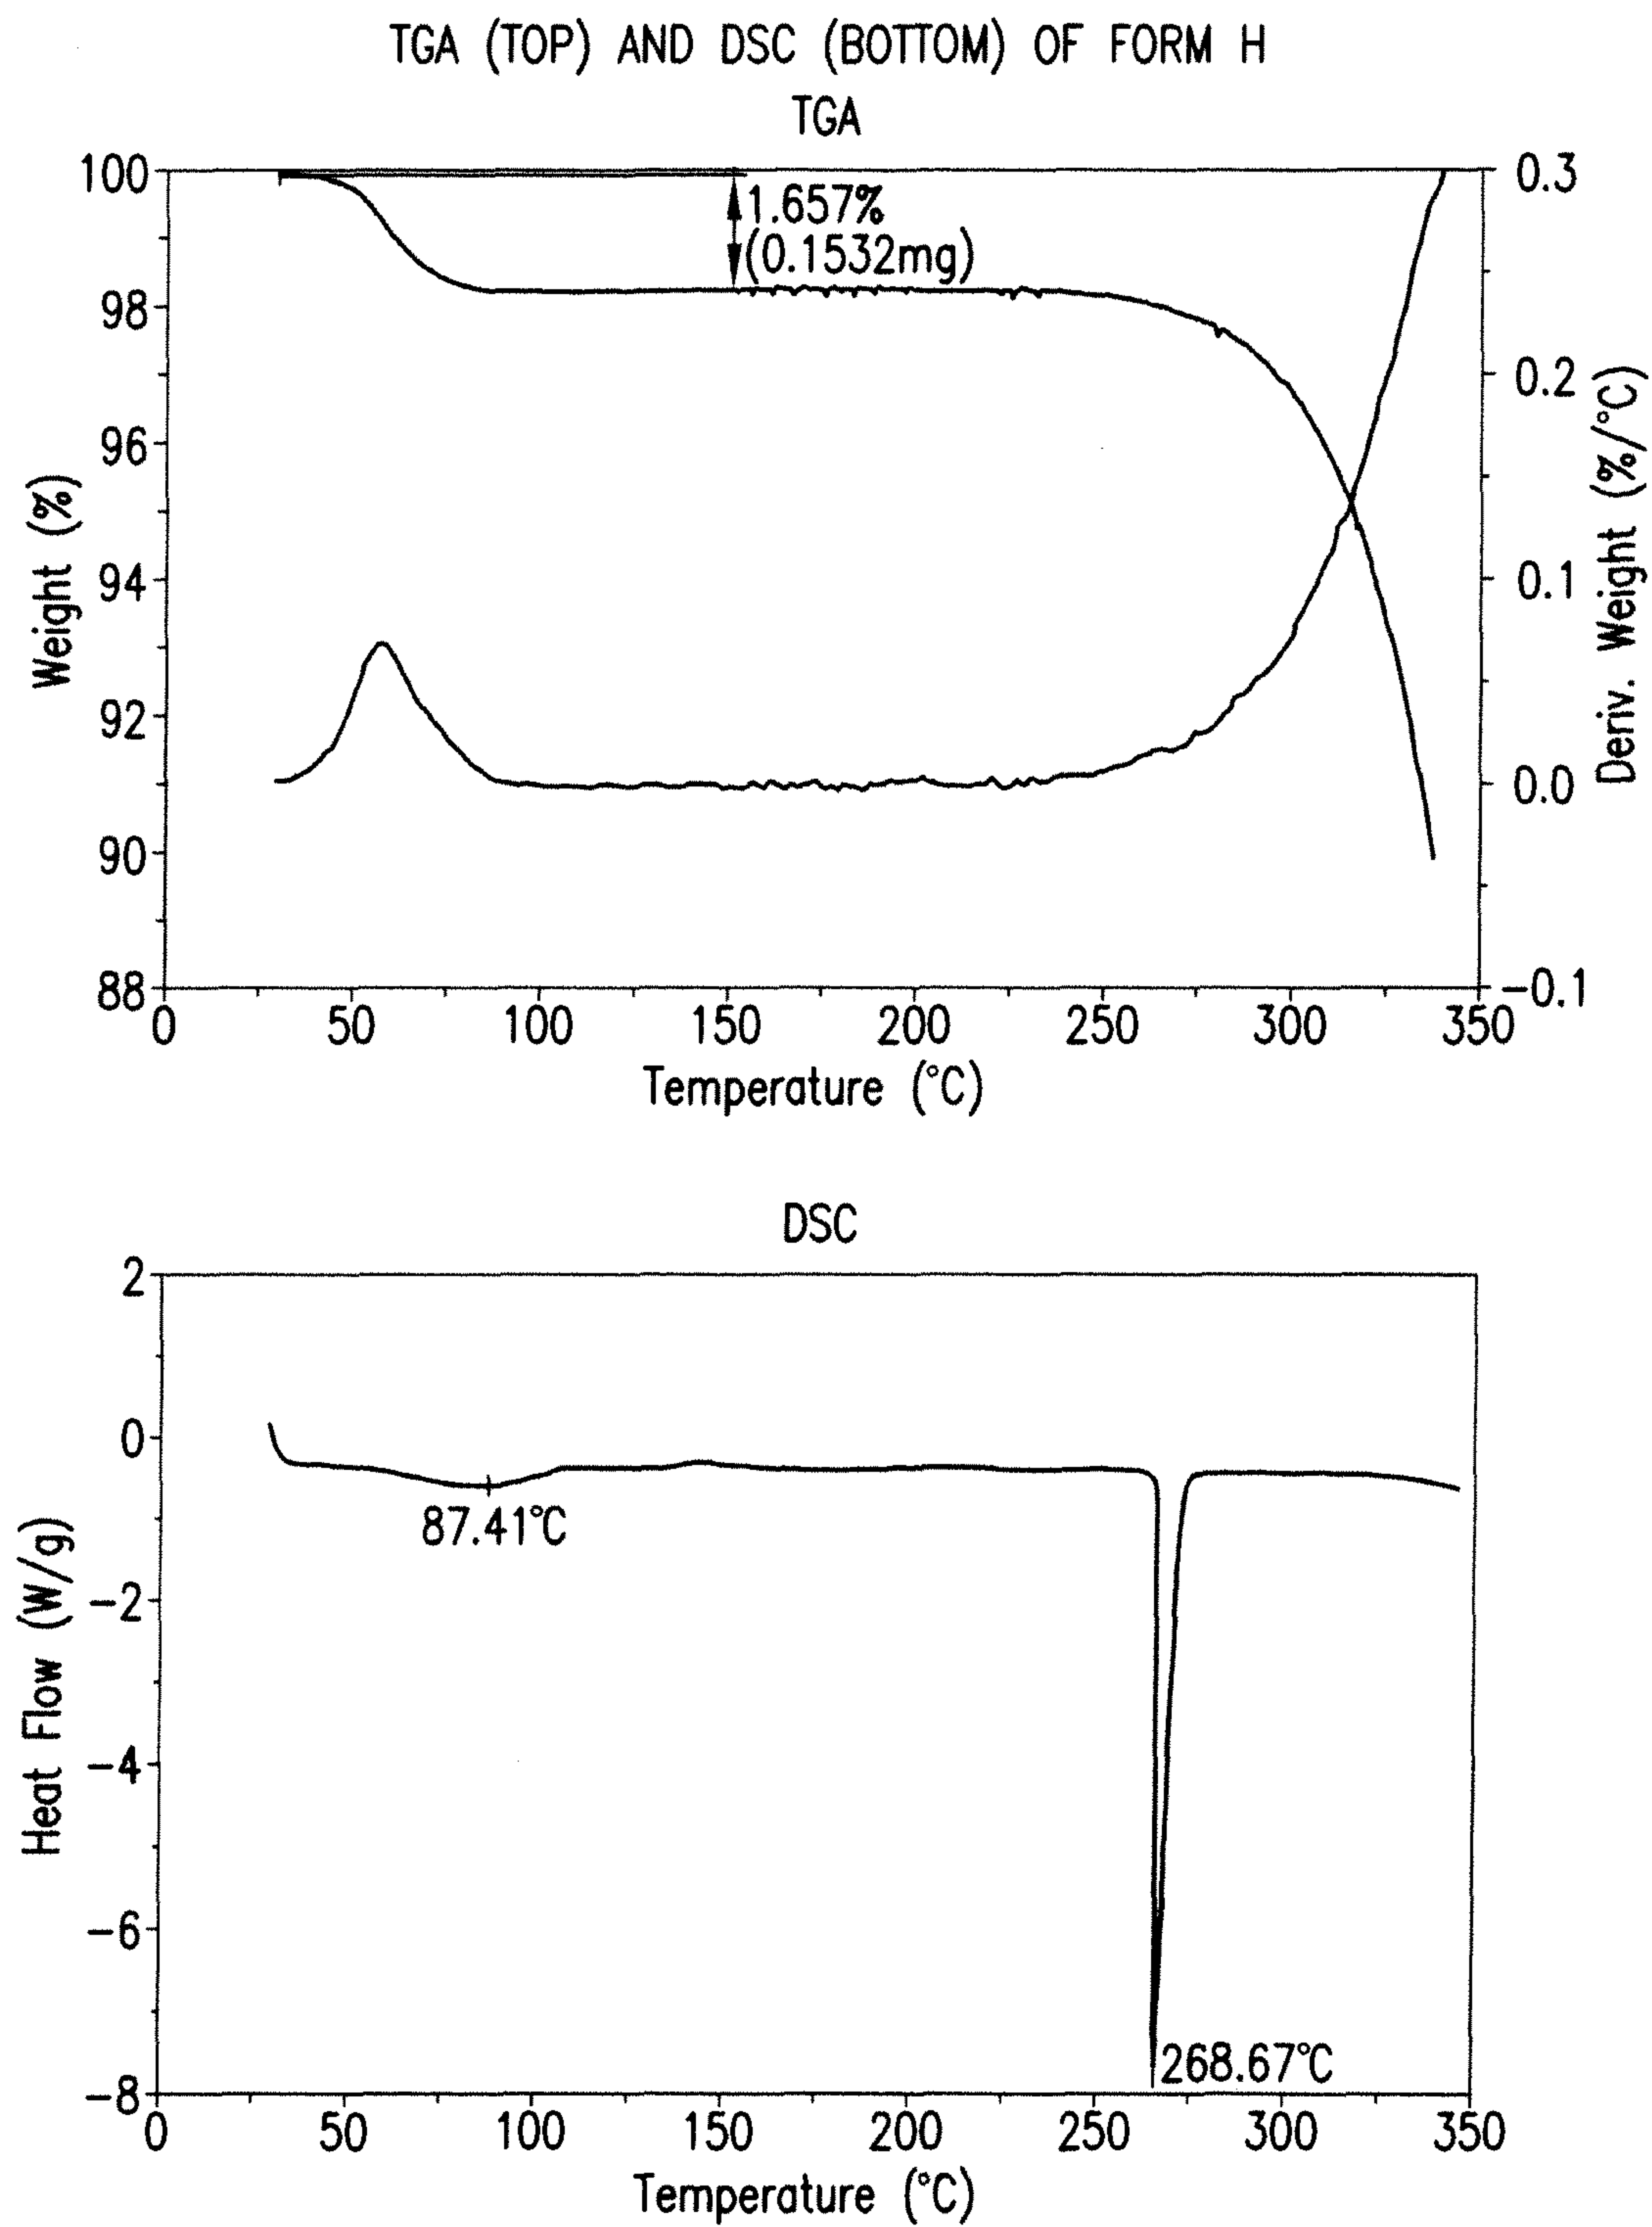 TGA (TOP) AND DSC (BOTTOM) OF FORM H
TGA
100
98
96
94
92
90
88
Weight (%)
1.657%
(0.1532mg)
0.3
0.2
0.1
0.0
-0.1
Deriv. Weight (%/°C)
0 50 100 150 200 250 300 350
Temperature (°C)
DSC
2
0
-2
-4
-6
-8
Heat Flow (W/g)
87.41°C
268.67°C
0 50 100 150 200 250 300 350
Temperature (°C)